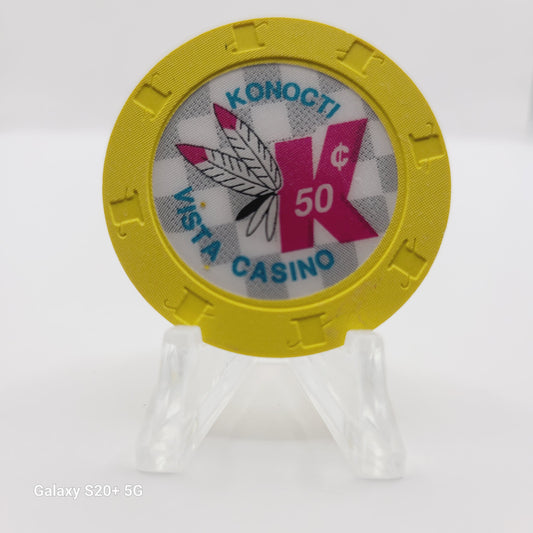 KONOCTI
K
50¢
VISTA CASINO
Galaxy S20+ 5G